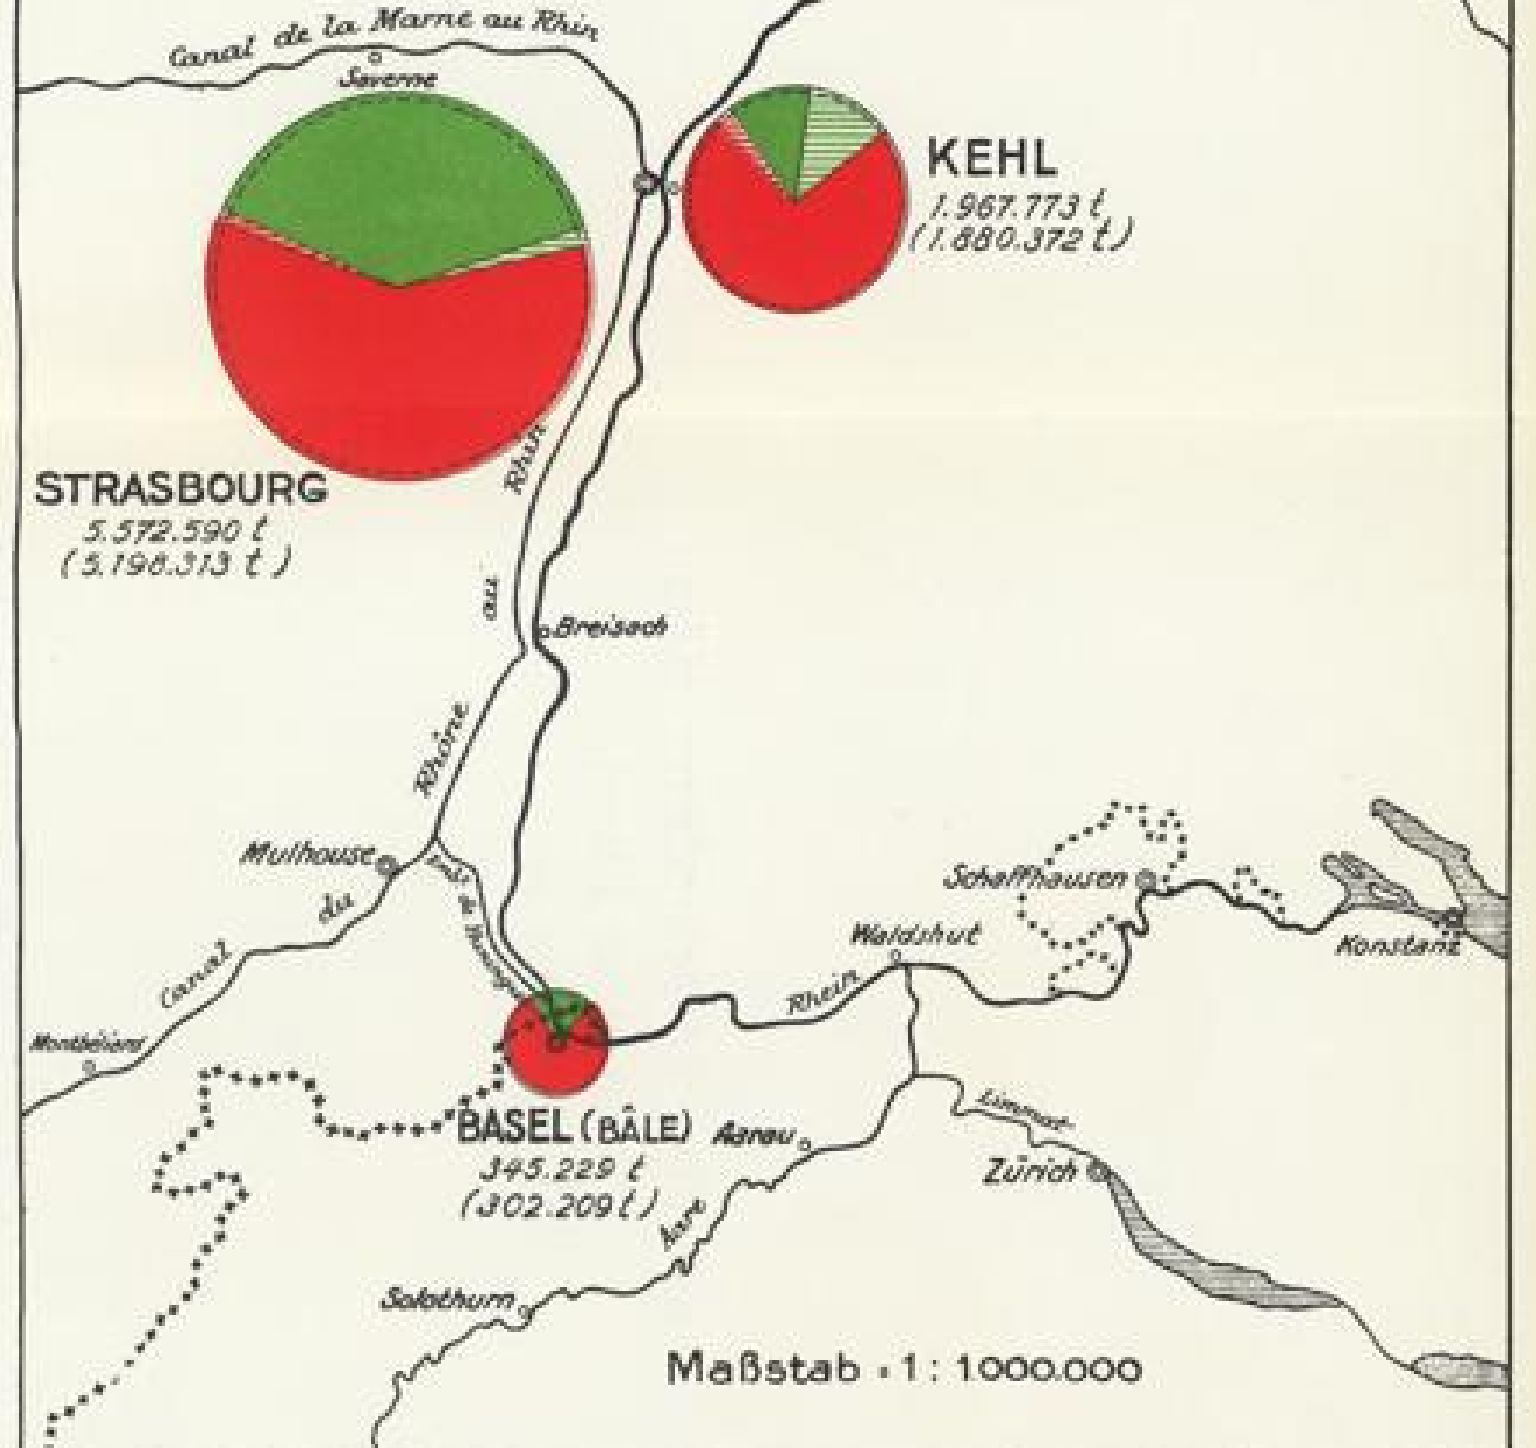 Canal de la Marne au Rhin
Saverne
KEHL
1.967.773 t
(1.880.372 t)
STRASBOURG
5.572.590 t
(5.198.313 t)
Rhin
au
Breisach
Rhône
Mulhouse
du
Canal
Montbéliard
Schaffhausen
Konstanz
Waldshut
Rhein
BASEL (BÂLE)
345.229 t
(302.209 t)
Aarau
Limmat
Zürich
Aare
Solothurn
Maßstab · 1 : 1000.000